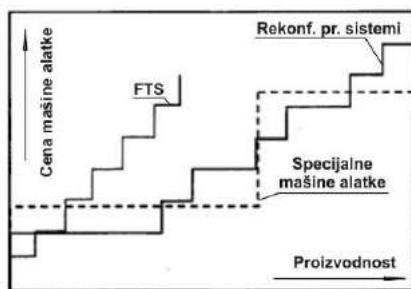 Cena mašine alatke
FTS
Rekonf. pr. sistemi
Specijalne
mašine alatke
Proizvodnost